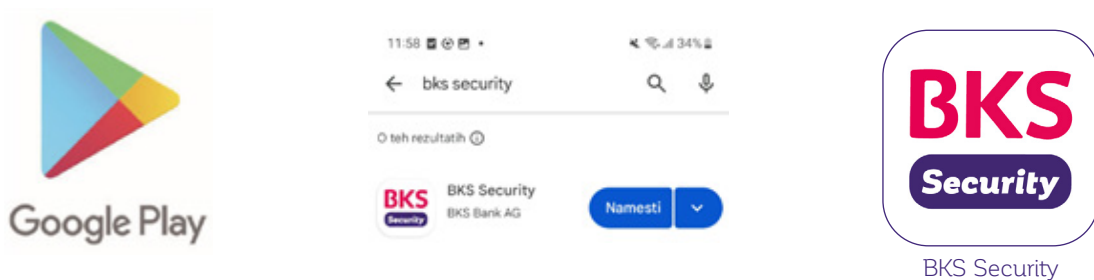 Google Play
11:58
34%
bks security
O teh rezultatih
BKS
Security
BKS Security
BKS Bank AG
Namesti
BKS
Security
BKS Security